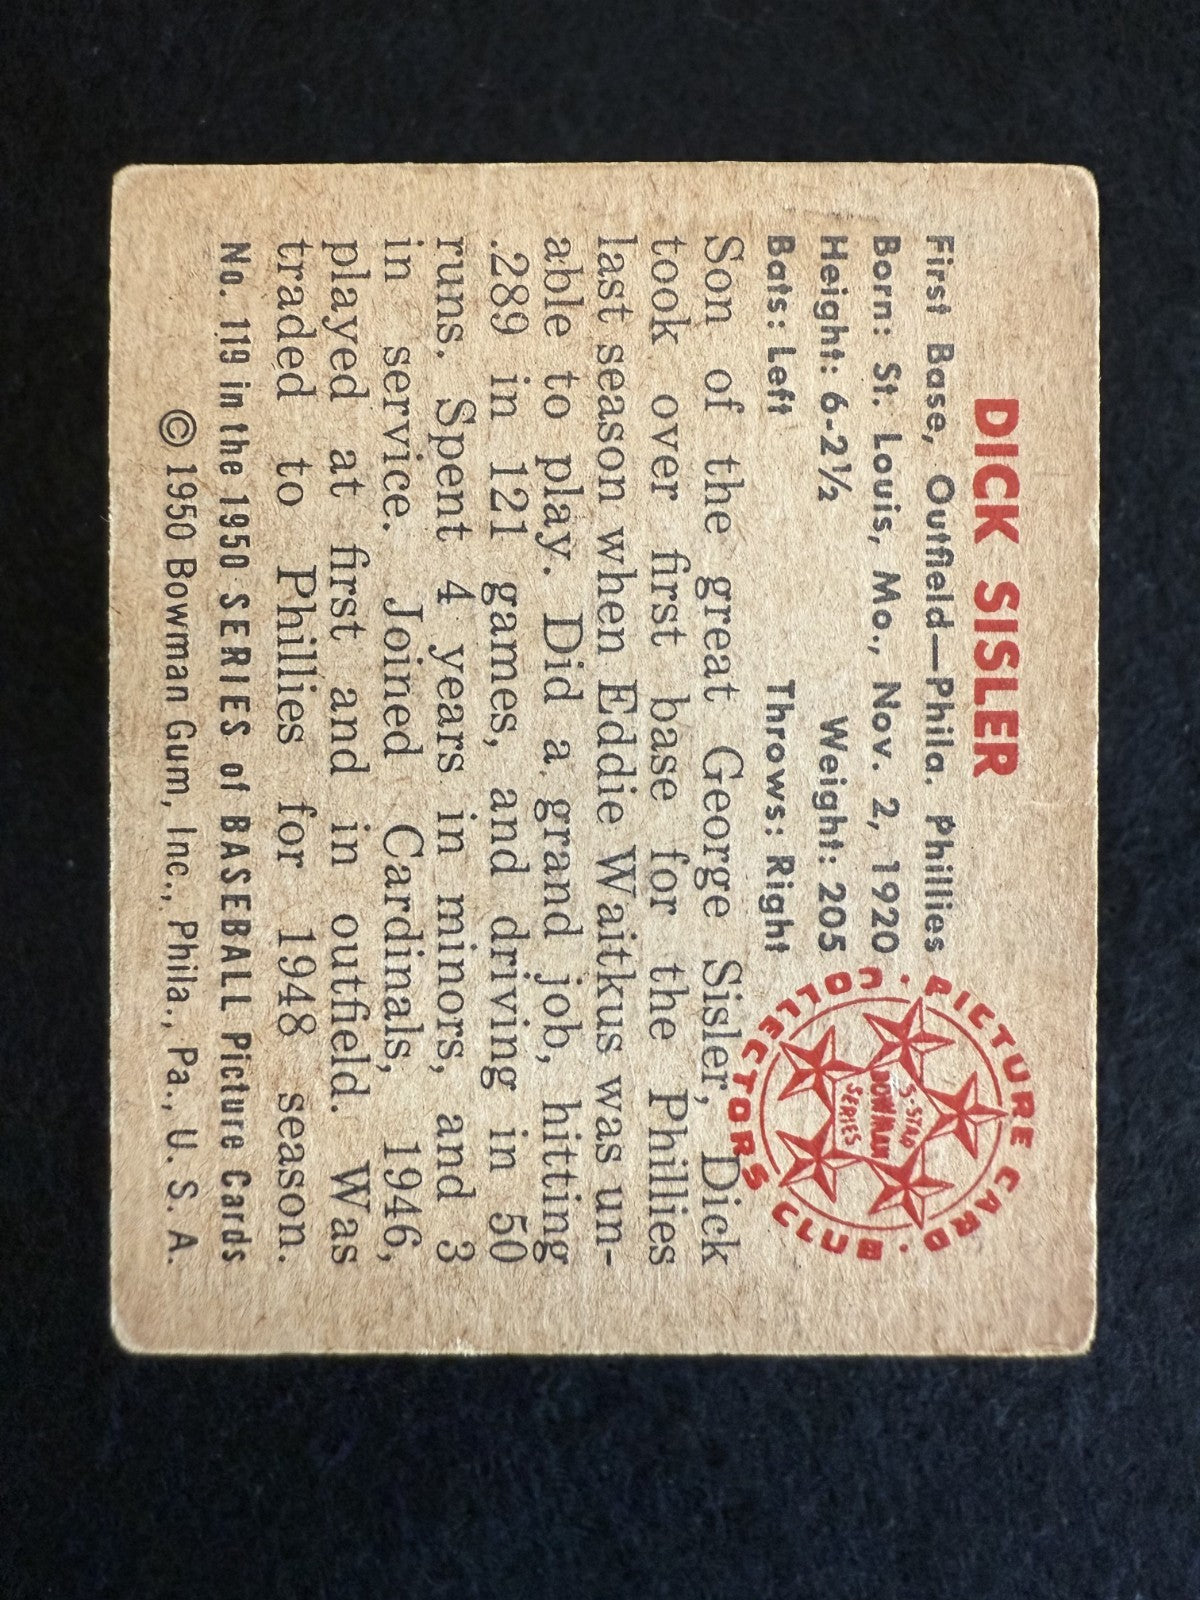 DICK SISLER
First Base, Outfield—Phila. Phillies
Born: St. Louis, Mo., Nov. 2, 1920
Height: 6-2½ Weight: 205
Bats: Left Throws: Right
Son of the great George Sisler, Dick
took over first base for the Phillies
last season when Eddie Waitkus was un-
able to play. Did a grand job, hitting
.289 in 121 games, and driving in 50
runs. Spent 4 years in minors, and 3
in service. Joined Cardinals, 1946,
played at first and in outfield. Was
traded to Phillies for 1948 season.
No. 119 in the 1950 SERIES of BASEBALL Picture Cards
© 1950 Bowman Gum, Inc., Phila., Pa., U. S. A.
PICTURE CARD · CLUB
COLLECTORS ·
5-STAR
BOWMAN
SERIES